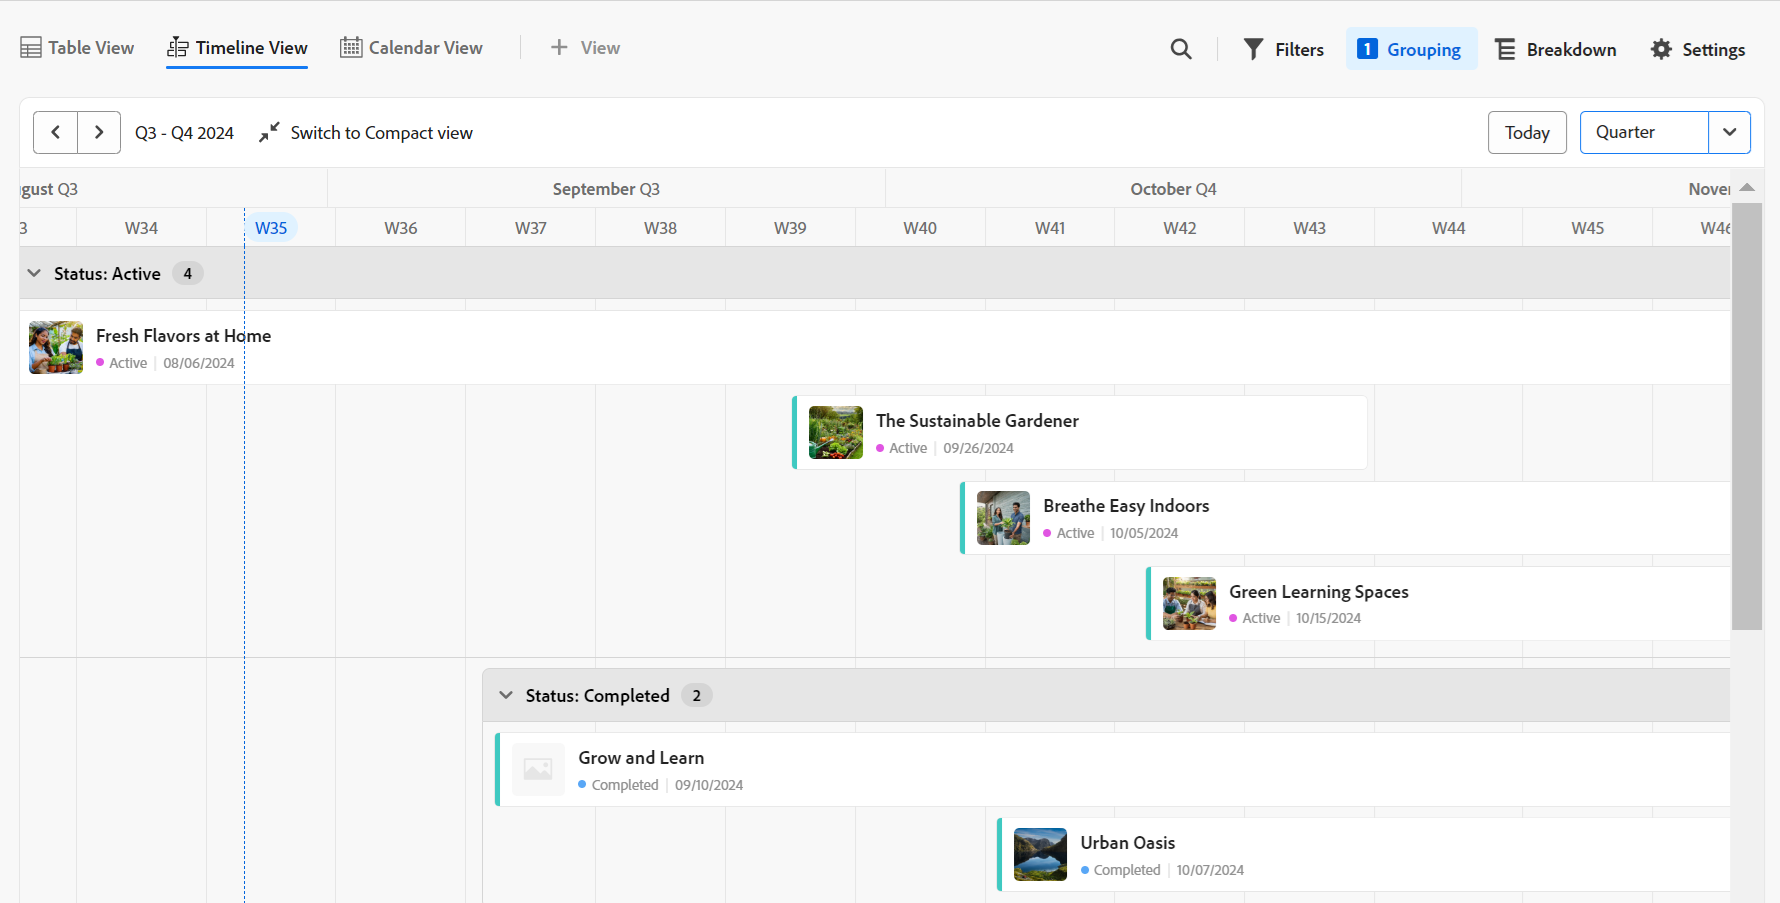 Table View Timeline View Calendar View View Filters 1 Grouping Breakdown Settings
Q3 - Q4 2024 Switch to Compact view Today Quarter
gust Q3 September Q3 October Q4 Nover
3 W34 W35 W36 W37 W38 W39 W40 W41 W42 W43 W44 W45 W46
Status: Active 4
Fresh Flavors at Home
Active 08/06/2024
The Sustainable Gardener
Active 09/26/2024
Breathe Easy Indoors
Active 10/05/2024
Green Learning Spaces
Active 10/15/2024
Status: Completed 2
Grow and Learn
Completed 09/10/2024
Urban Oasis
Completed 10/07/2024